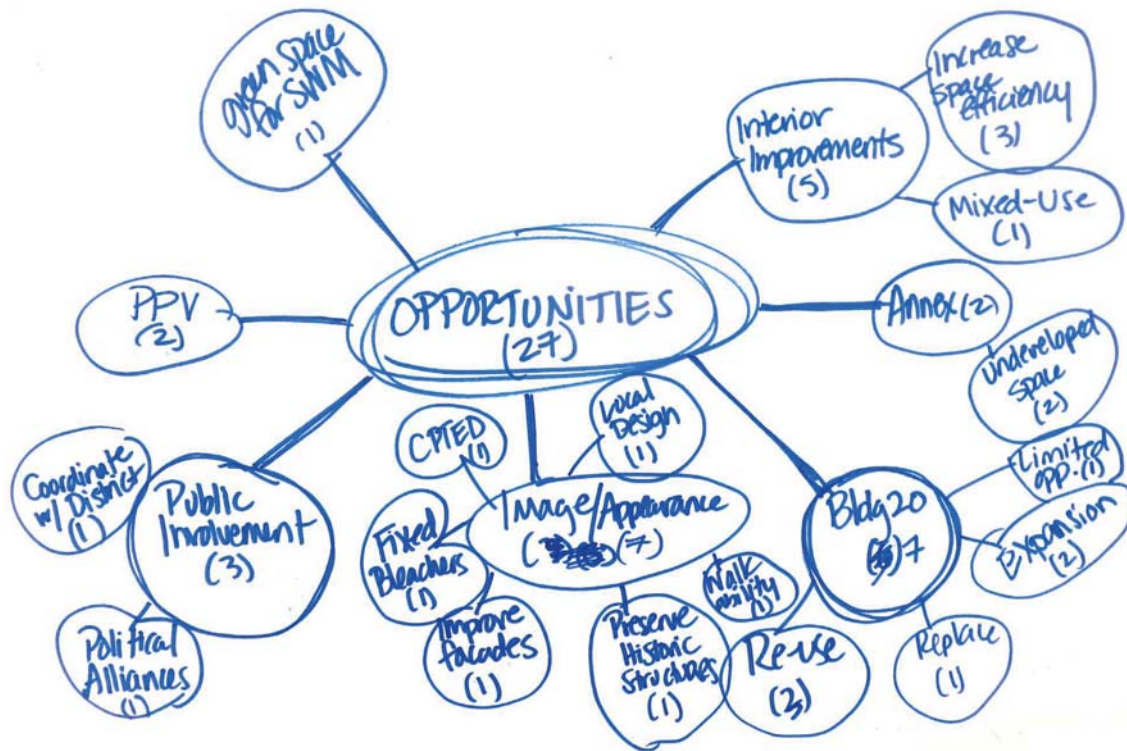 green space
for SWM
(1)
Interior
Improvements
(5)
Increase
space
efficiency
(3)
Mixed-Use
(1)
PPV
(2)
OPPORTUNITIES
(27)
Annex (2)
Undeveloped
space
(2)
Coordinate
w/ District
(1)
Public
Involvement
(3)
Political
Alliances
(1)
CPTED
(1)
Local
Design
(1)
Image/Appearance
(7)
Fixed
Bleachers
(1)
Improve
facades
(1)
Preserve
Historic
Structures
(1)
Walk
ability
(1)
Bldg 20
7
Limited
opp. (1)
Expansion
(2)
Re-use
Replace
(1)